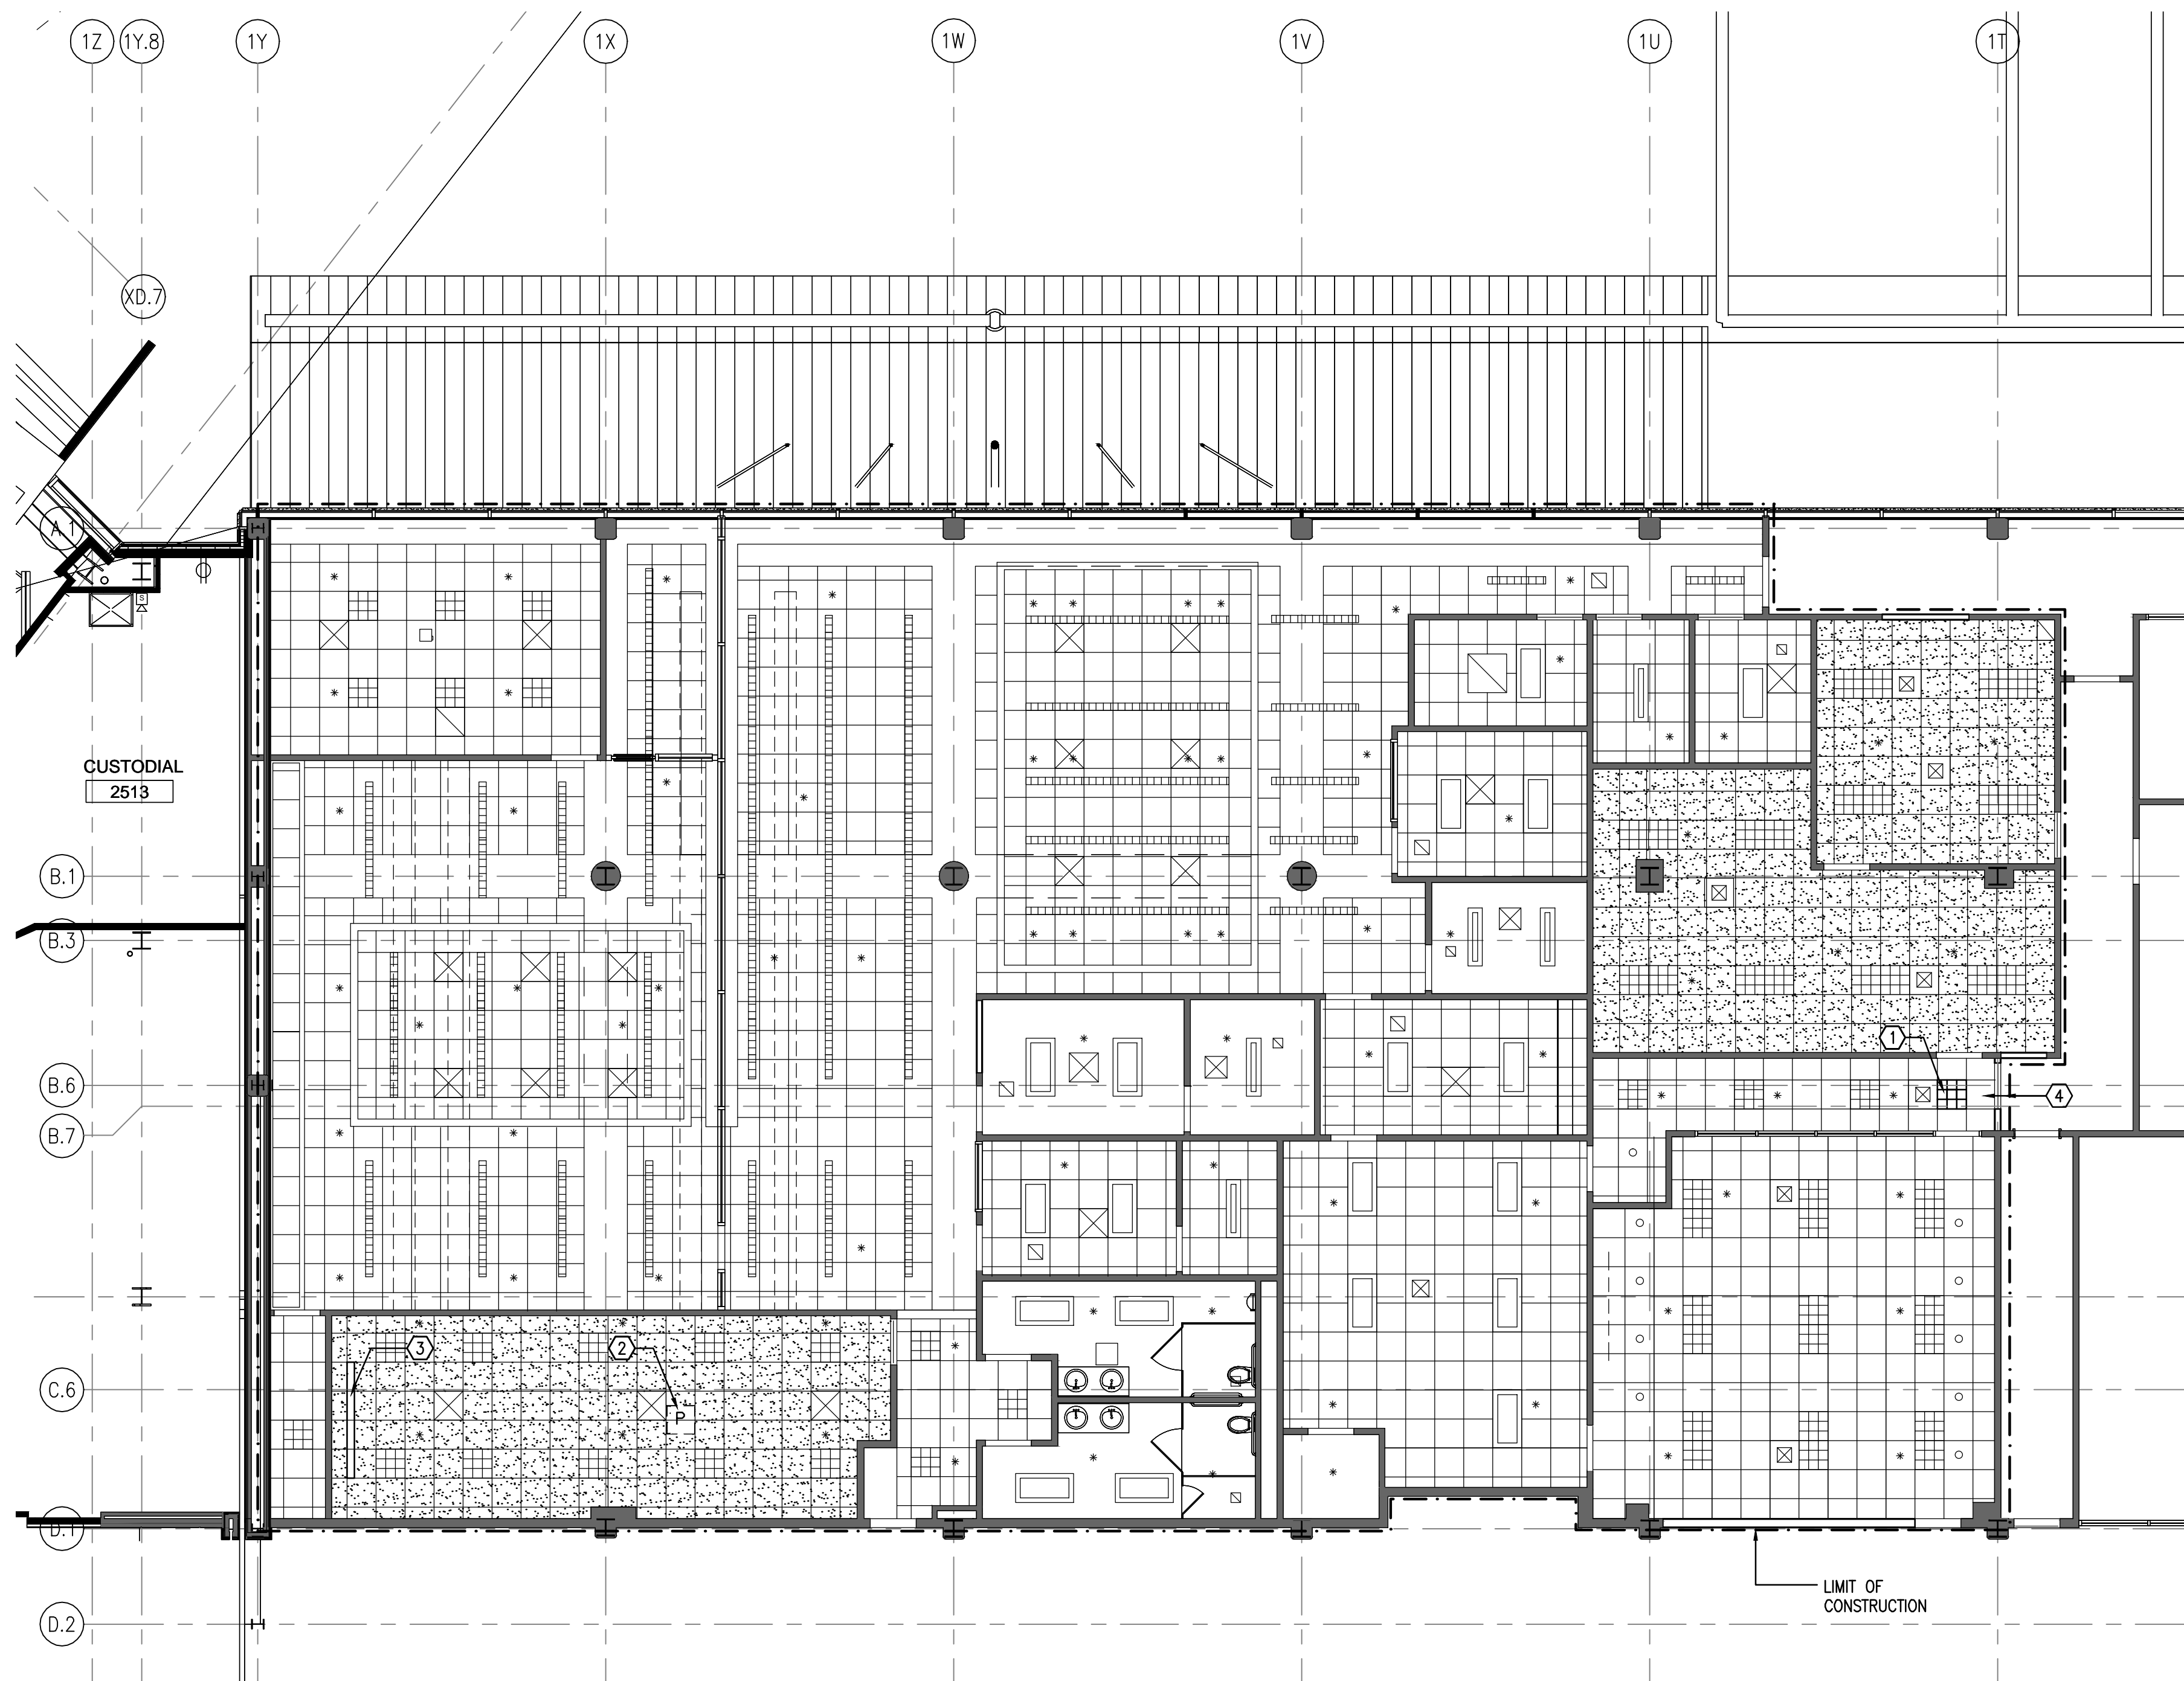 1Z 1Y.8 1Y 1X 1W 1V 1U 1T
XD.7
A.1
S
CUSTODIAL
2513
B.1
B.3
1
B.6
4
B.7
3 2
C.6
P
D.1
LIMIT OF
CONSTRUCTION
D.2